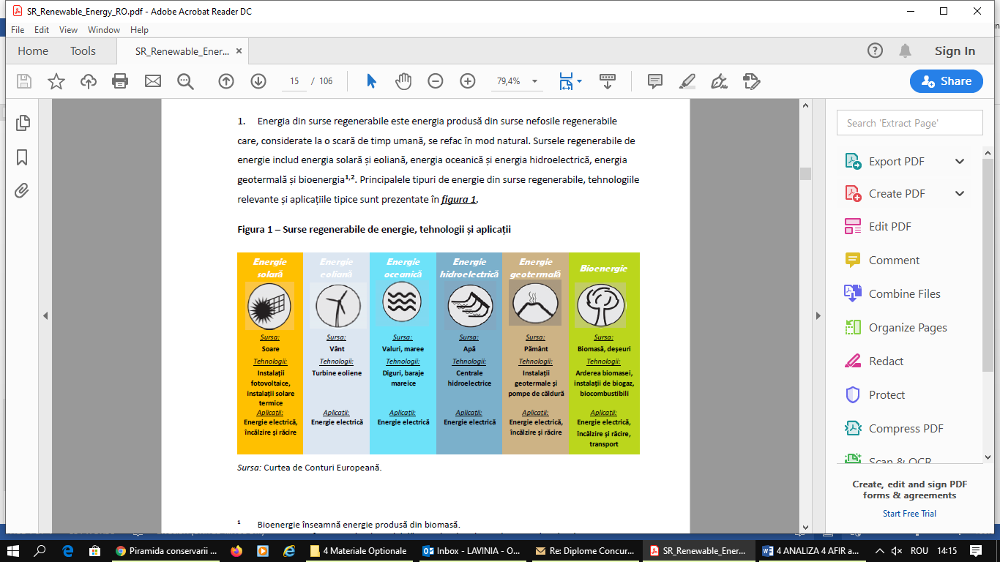 SR_Renewable_Energy_RO.pdf - Adobe Acrobat Reader DC
File Edit View Window Help
Home Tools SR_Renewable_Ener... × Sign In
15 / 106 79,4% Share
1. Energia din surse regenerabile este energia produsă din surse nefosile regenerabile
care, considerate la o scară de timp umană, se refac în mod natural. Sursele regenerabile de
energie includ energia solară și eoliană, energia oceanică și energia hidroelectrică, energia
geotermală și bioenergia1,2. Principalele tipuri de energie din surse regenerabile, tehnologiile
relevante și aplicațiile tipice sunt prezentate în figura 1.
Figura 1 – Surse regenerabile de energie, tehnologii și aplicații
Energie
solară
Sursa:
Soare
Tehnologii:
Instalații
fotovoltaice,
instalații solare
termice
Aplicații:
Energie electrică,
încălzire și răcire
Energie
eoliană
Sursa:
Vânt
Tehnologii:
Turbine eoliene
Aplicații:
Energie electrică
Energie
oceanică
Sursa:
Valuri, maree
Tehnologii:
Diguri, baraje
mareice
Aplicații:
Energie electrică
Energie
hidroelectrică
Sursa:
Apă
Tehnologii:
Centrale
hidroelectrice
Aplicații:
Energie electrică
Energie
geotermală
Sursa:
Pământ
Tehnologii:
Instalații
geotermale și
pompe de căldură
Aplicații:
Energie electrică,
încălzire și răcire
Bioenergie
Sursa:
Biomasă, deșeuri
Tehnologii:
Arderea biomasei,
instalații de biogaz,
biocombustibili
Aplicații:
Energie electrică,
încălzire și răcire,
transport
Sursa: Curtea de Conturi Europeană.
1 Bioenergie înseamnă energie produsă din biomasă.
Search 'Extract Page'
Export PDF
Create PDF
Edit PDF
Comment
Combine Files
Organize Pages
Redact
Protect
Compress PDF
Scan & OCR
Create, edit and sign PDF
forms & agreements
Start Free Trial
Piramida conservarii ... 4 Materiale Optionale Inbox - LAVINIA - O... Re: Diplome Concur... SR_Renewable_Ener... 4 ANALIZA 4 AFIR a... ROU 14:15